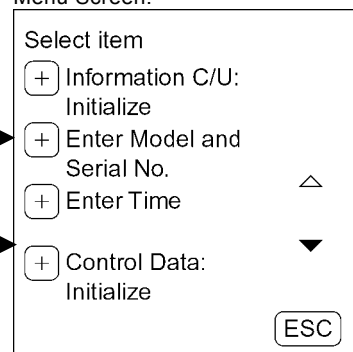 Menu Screen:
Select item
+ Information C/U:
Initialize
+ Enter Model and
Serial No.
+ Enter Time
+ Control Data:
Initialize
ESC